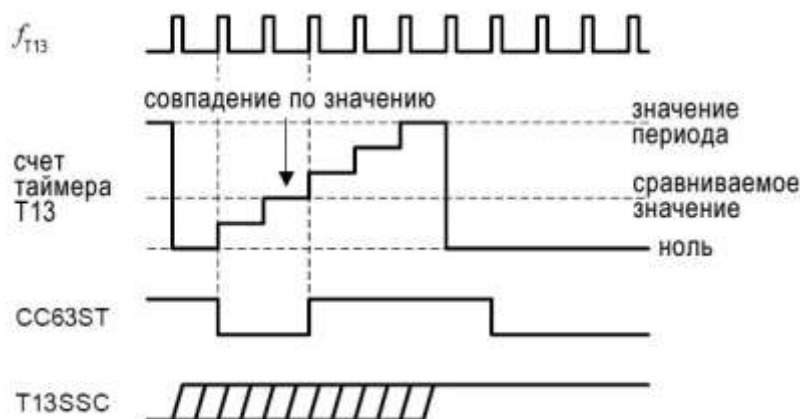 fT13
совпадение по значению
значение
периода
счет
таймера
T13
сравниваемое
значение
ноль
CC63ST
T13SSC